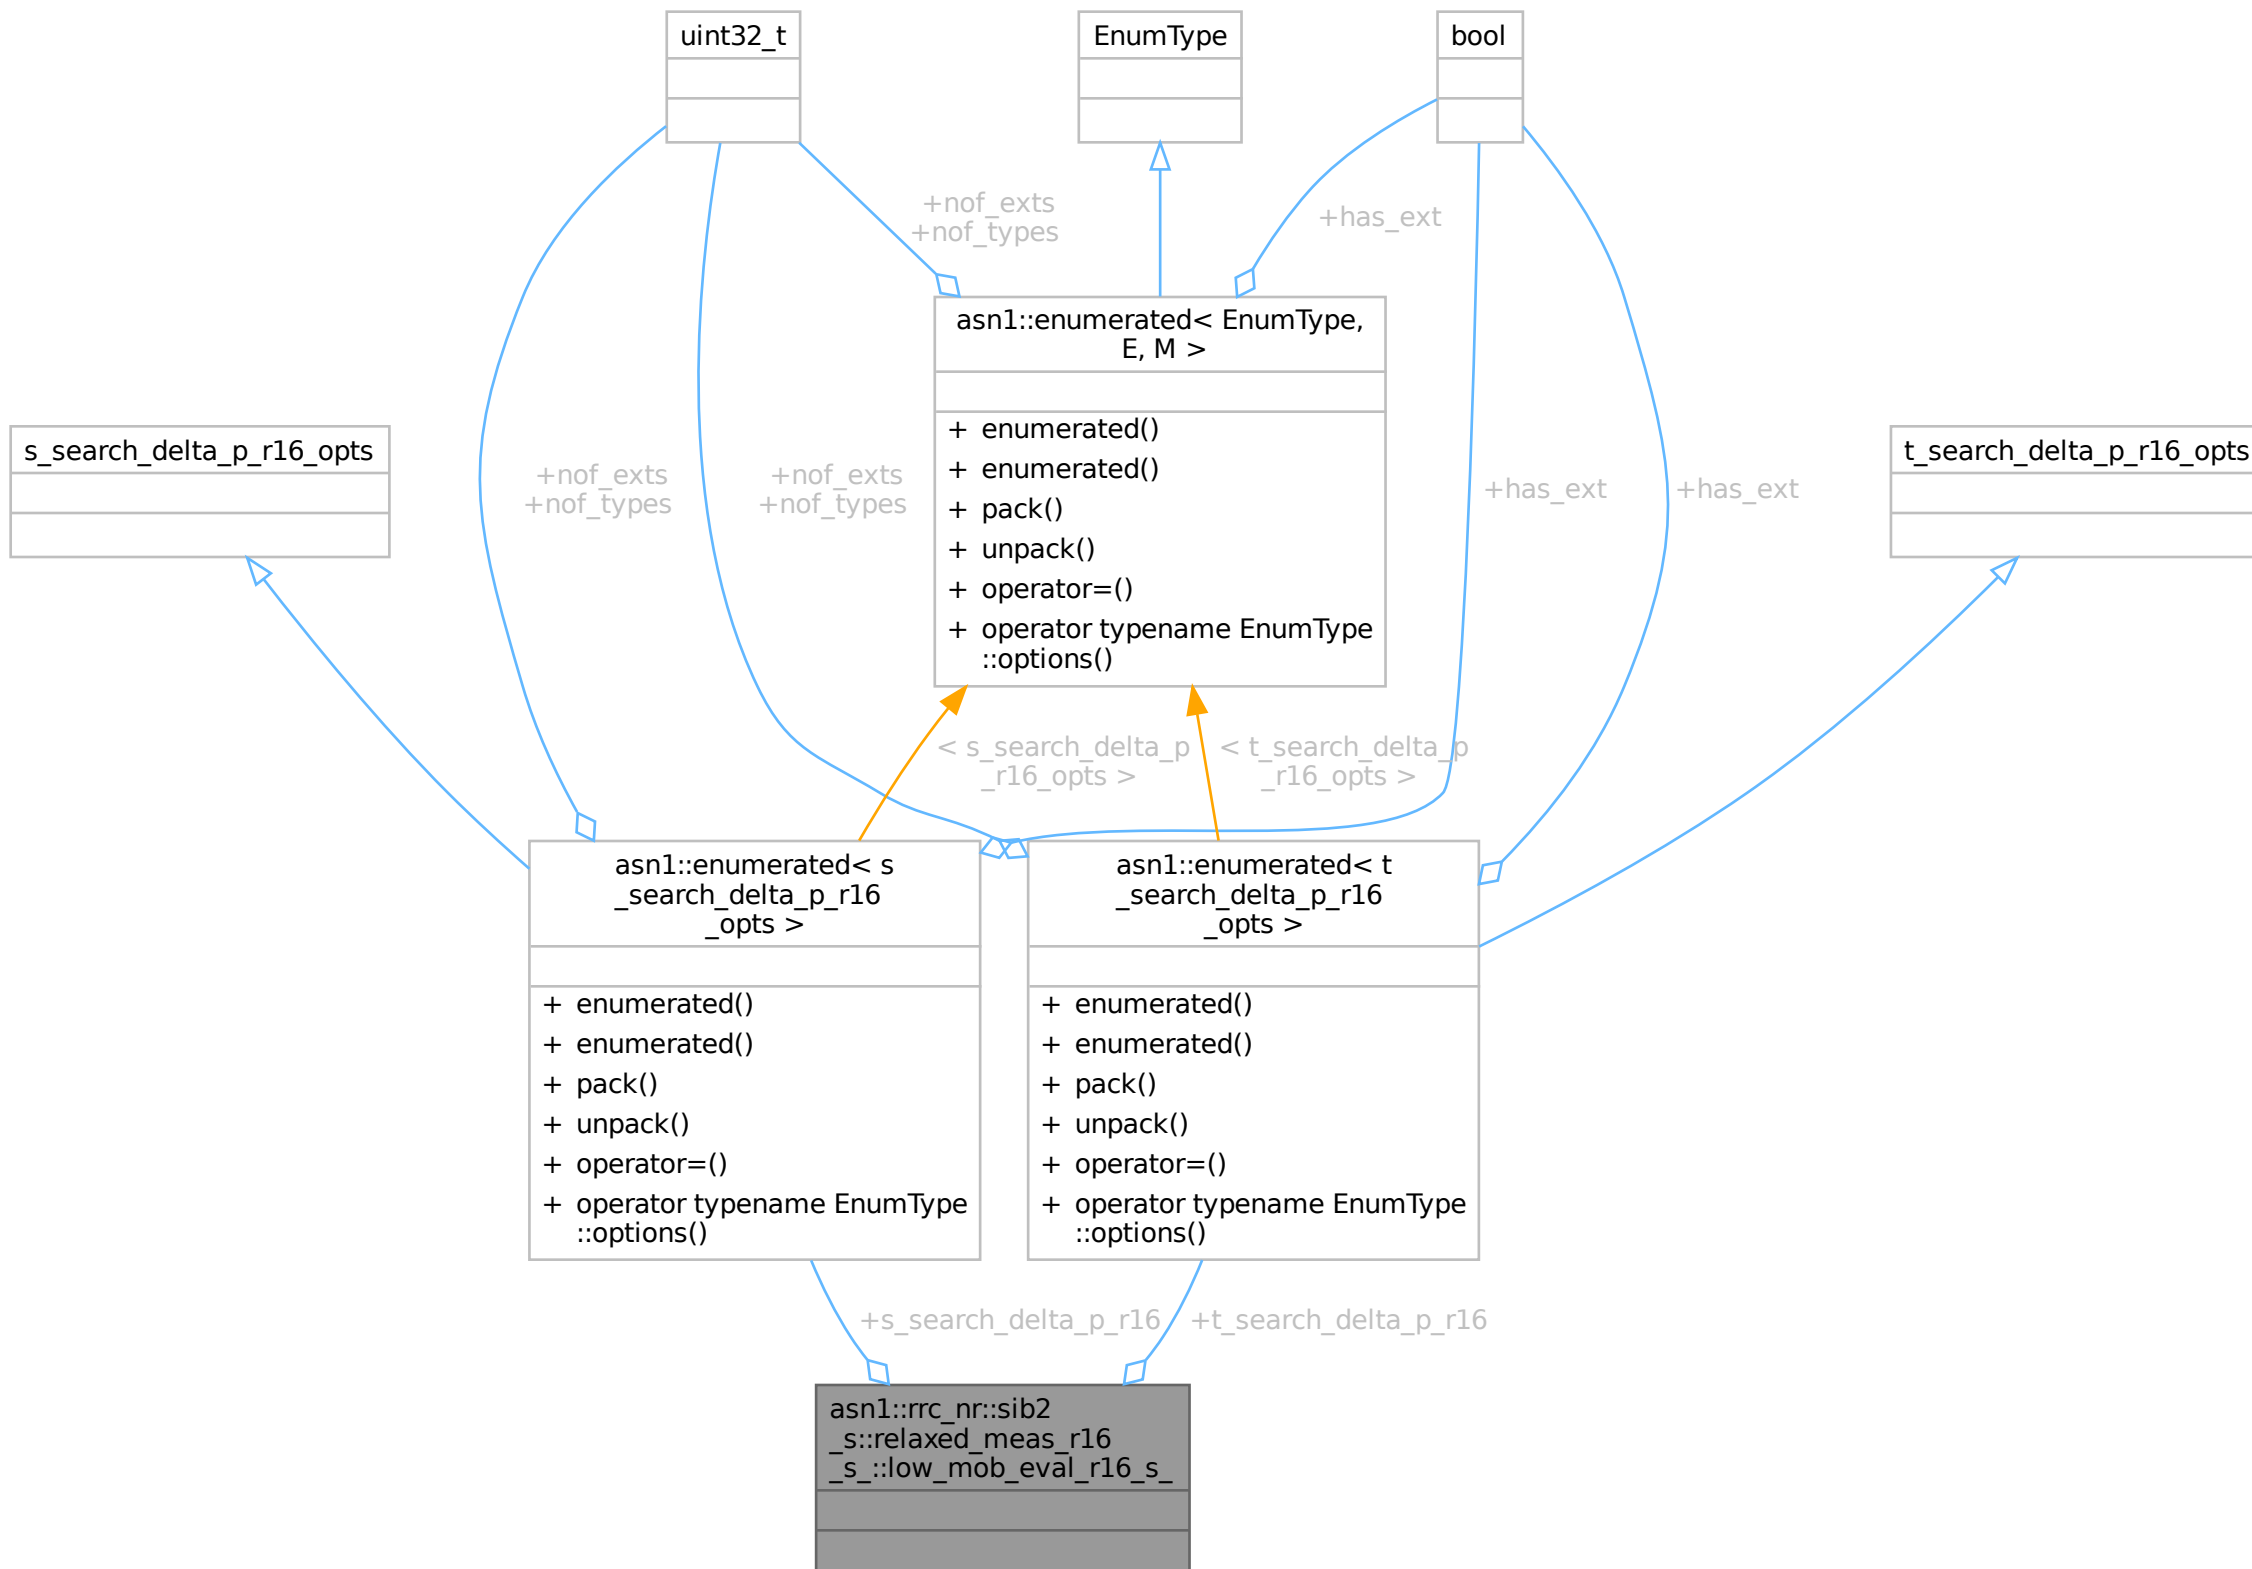 uint32_t
EnumType
bool
+nof_exts
+nof_types
+has_ext
asn1::enumerated< EnumType,
E, M >
+ enumerated()
+ enumerated()
+ pack()
+ unpack()
+ operator=()
+ operator typename EnumType
::options()
s_search_delta_p_r16_opts
+nof_exts
+nof_types
+nof_exts
+nof_types
+has_ext
+has_ext
t_search_delta_p_r16_opts
< s_search_delta_p
_r16_opts >
< t_search_delta_p
_r16_opts >
asn1::enumerated< s
_search_delta_p_r16
_opts >
+ enumerated()
+ enumerated()
+ pack()
+ unpack()
+ operator=()
+ operator typename EnumType
::options()
asn1::enumerated< t
_search_delta_p_r16
_opts >
+ enumerated()
+ enumerated()
+ pack()
+ unpack()
+ operator=()
+ operator typename EnumType
::options()
+s_search_delta_p_r16
+t_search_delta_p_r16
asn1::rrc_nr::sib2
_s::relaxed_meas_r16
_s_::low_mob_eval_r16_s_